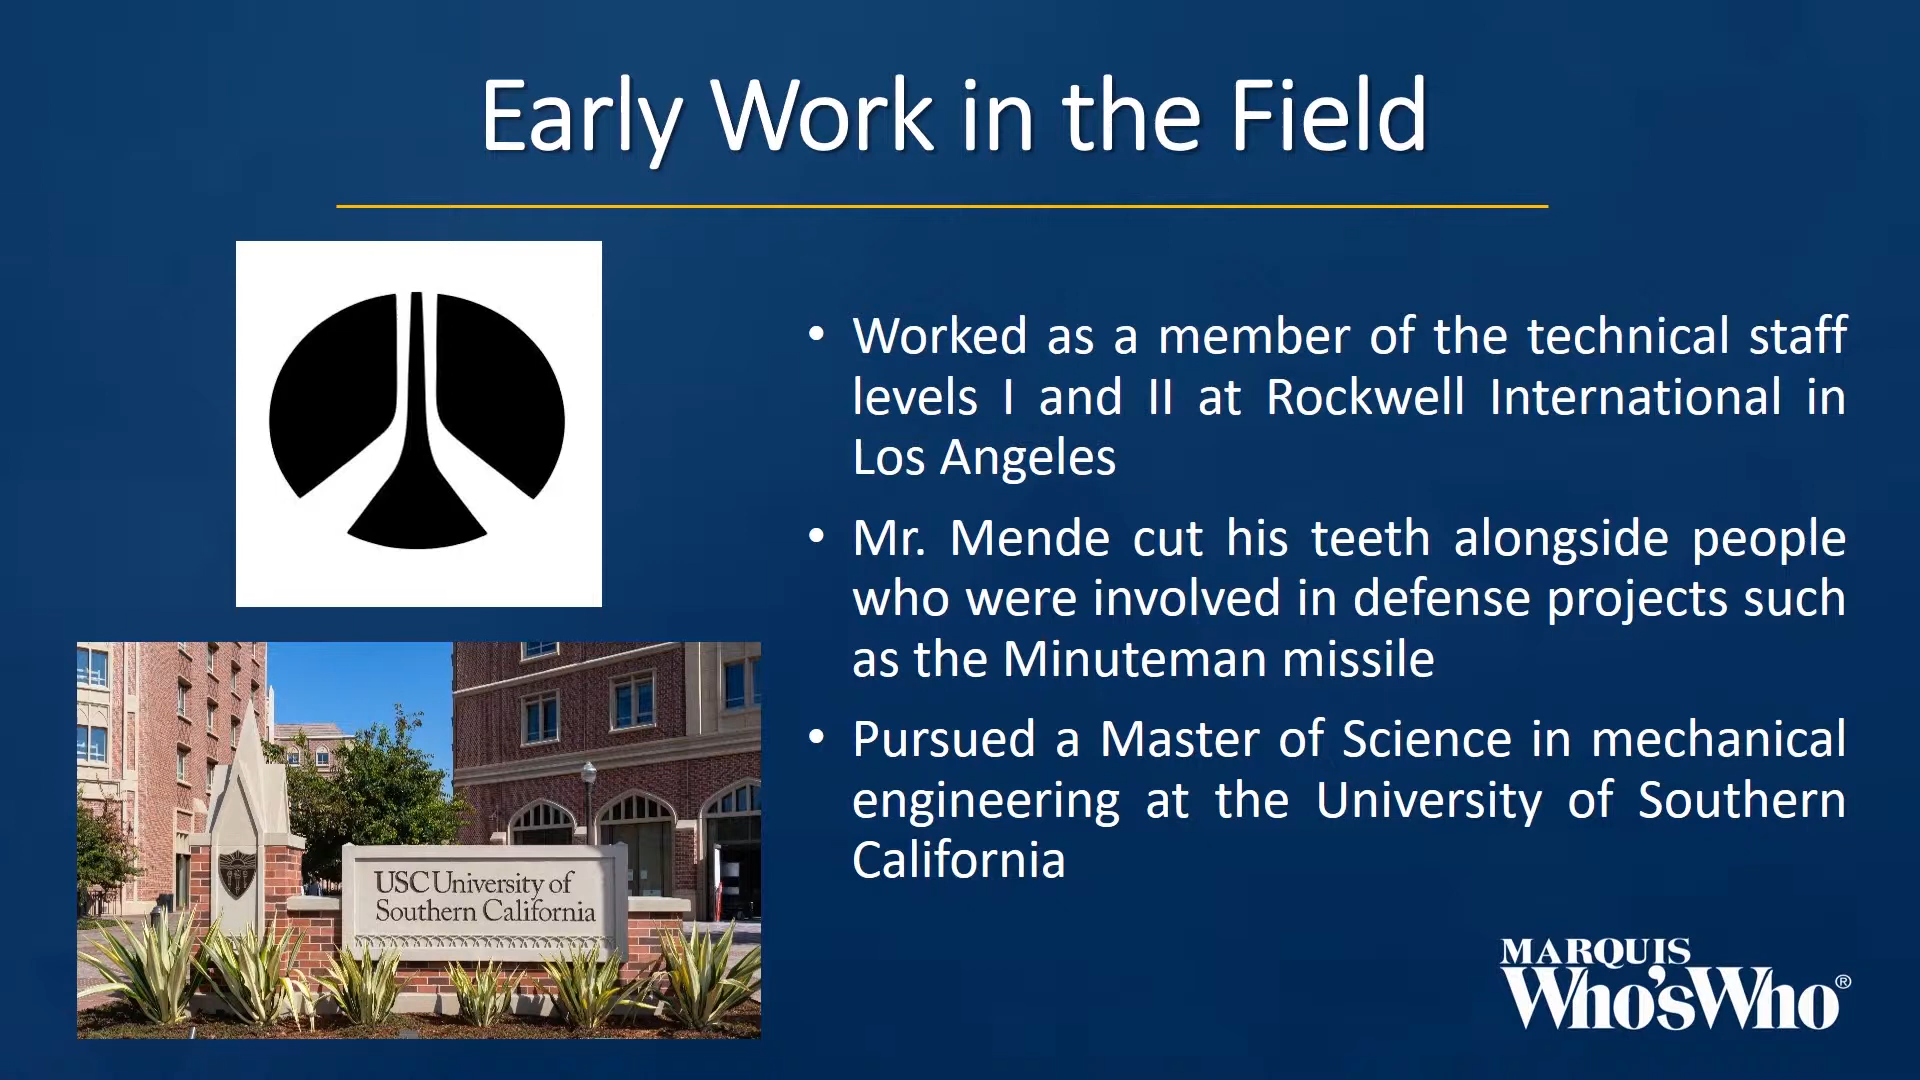 Early Work in the Field
• Worked as a member of the technical staff
levels I and II at Rockwell International in
Los Angeles
• Mr. Mende cut his teeth alongside people
who were involved in defense projects such
as the Minuteman missile
• Pursued a Master of Science in mechanical
engineering at the University of Southern
California
USC University of
Southern California
MARQUIS
Who'sWho®